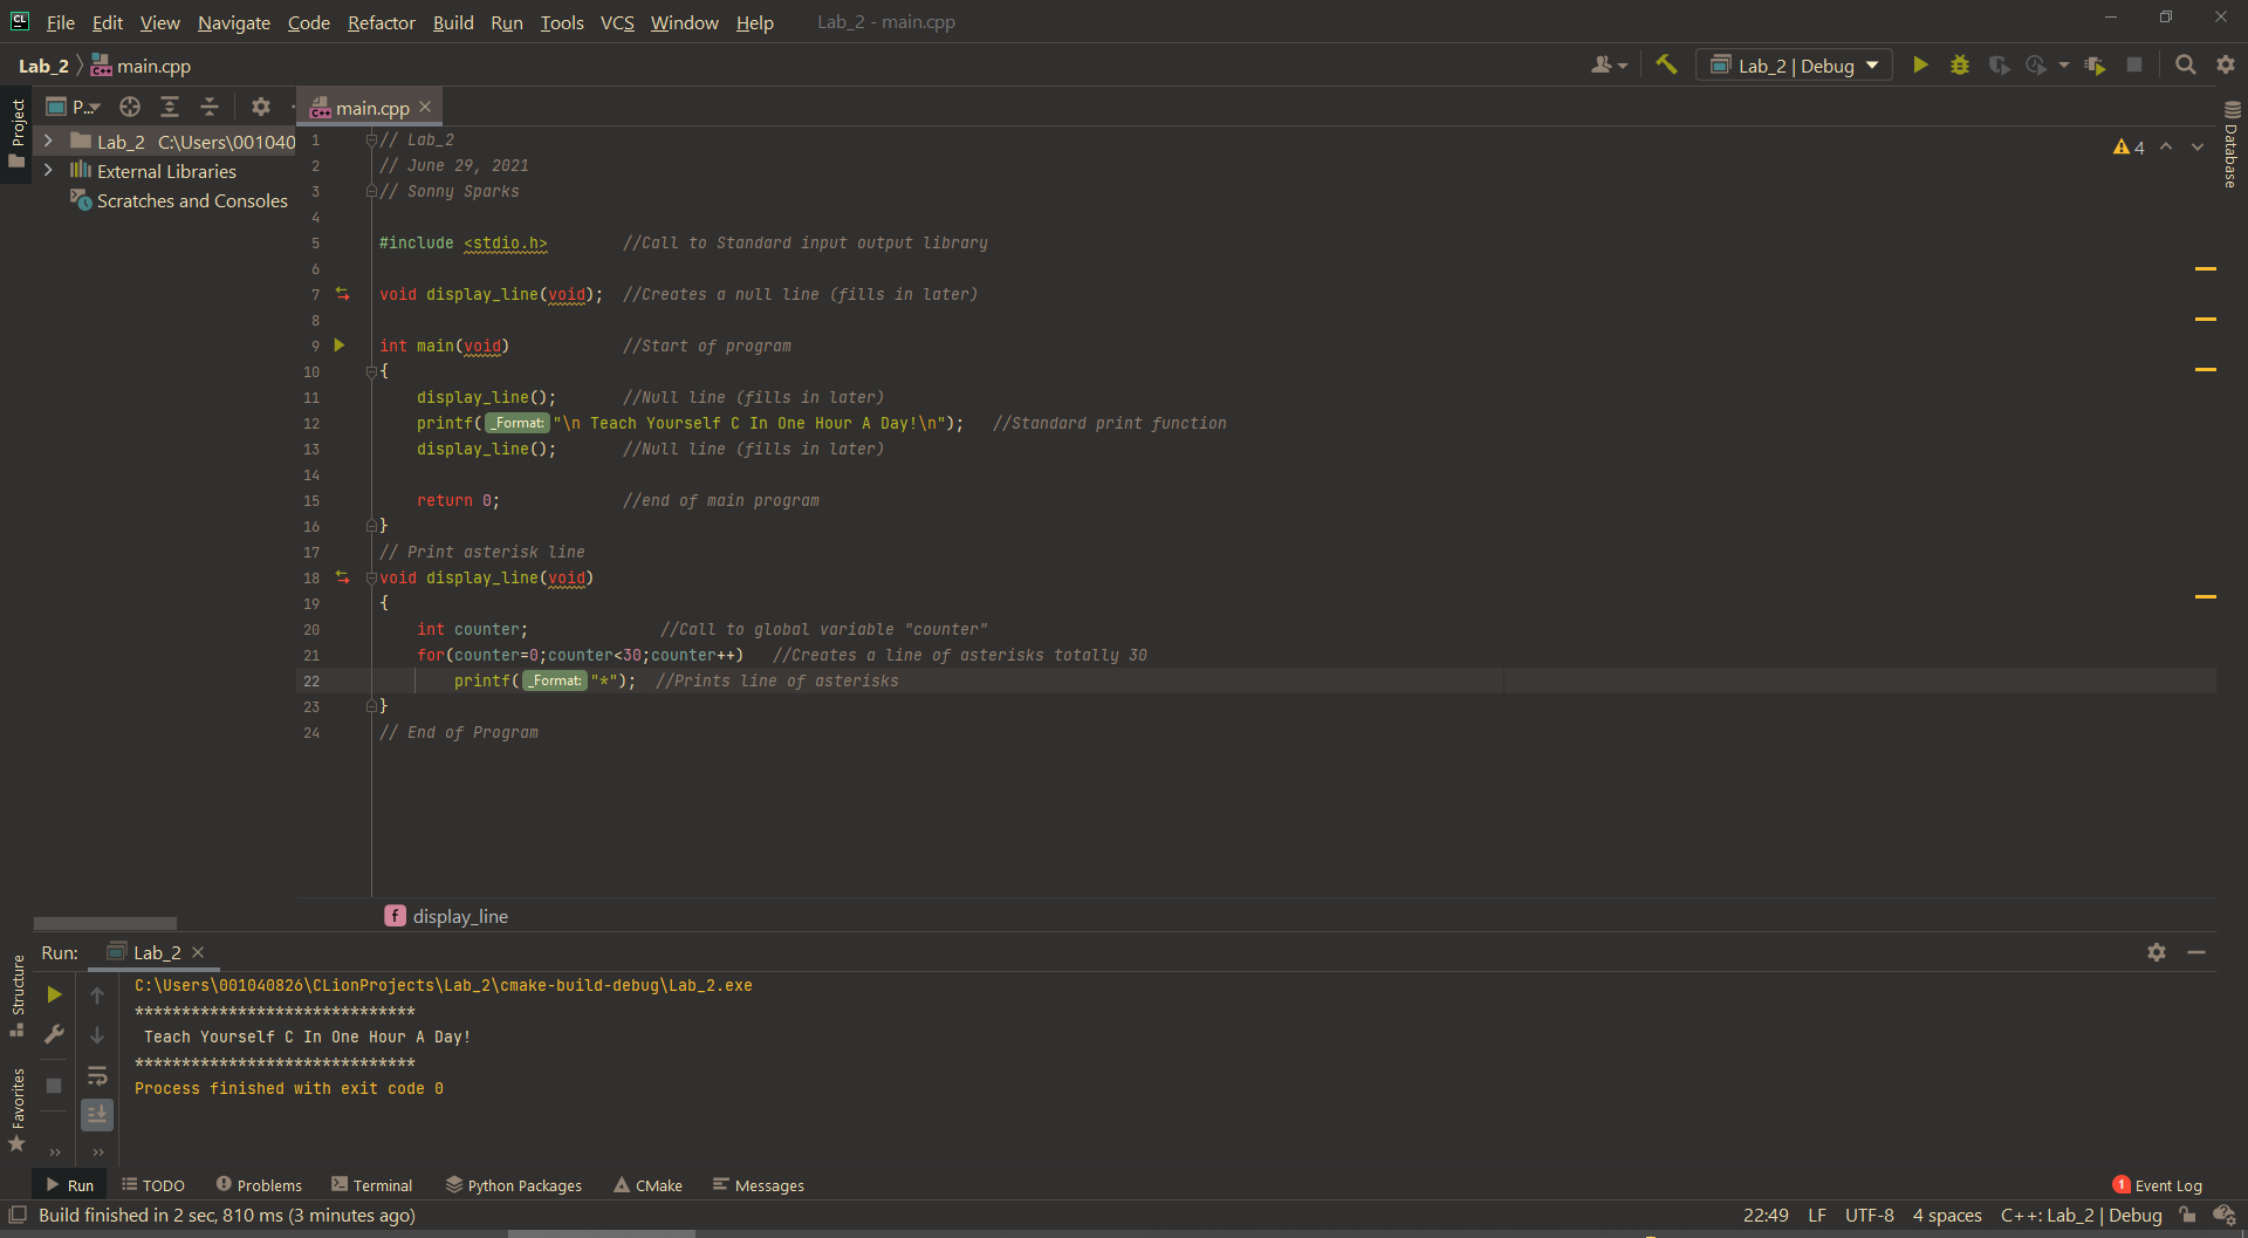 File Edit View Navigate Code Refactor Build Run Tools VCS Window Help Lab_2 - main.cpp
Lab_2 main.cpp Lab_2 | Debug
P... main.cpp
Project
Lab_2 C:\Users\001040
External Libraries
Scratches and Consoles
4
Database
1 // Lab_2
2 // June 29, 2021
3 // Sonny Sparks
4
5 #include <stdio.h> //Call to Standard input output library
6
7 void display_line(void); //Creates a null line (fills in later)
8
9 int main(void) //Start of program
10 {
11 display_line(); //Null line (fills in later)
12 printf( _Format: "\n Teach Yourself C In One Hour A Day!\n"); //Standard print function
13 display_line(); //Null line (fills in later)
14
15 return 0; //end of main program
16 }
17 // Print asterisk line
18 void display_line(void)
19 {
20 int counter; //Call to global variable "counter"
21 for(counter=0;counter<30;counter++) //Creates a line of asterisks totally 30
22 printf( _Format: "*"); //Prints line of asterisks
23 }
24 // End of Program
f display_line
Run: Lab_2
Structure
Favorites
C:\Users\001040826\CLionProjects\Lab_2\cmake-build-debug\Lab_2.exe
******************************
Teach Yourself C In One Hour A Day!
******************************
Process finished with exit code 0
Run TODO Problems Terminal Python Packages CMake Messages 1 Event Log
Build finished in 2 sec, 810 ms (3 minutes ago) 22:49 LF UTF-8 4 spaces C++: Lab_2 | Debug